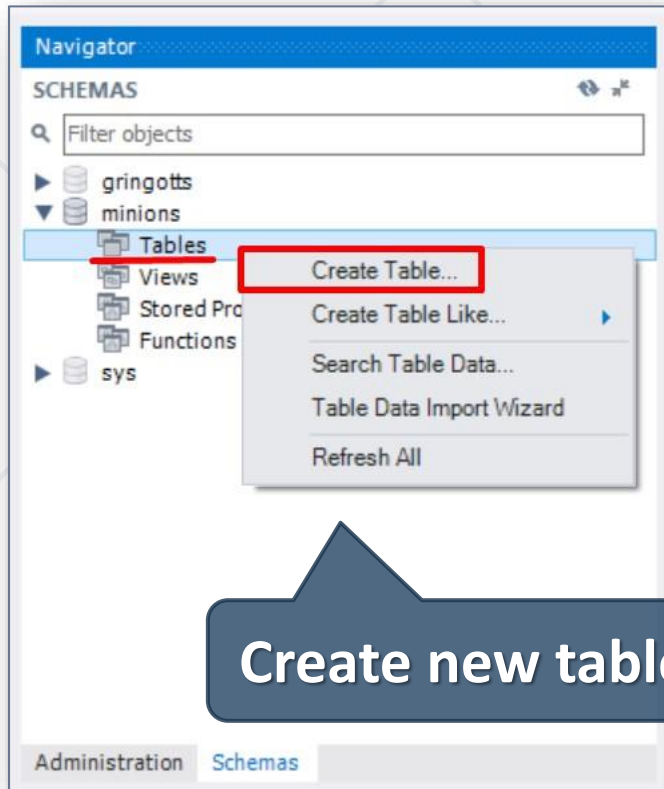 Navigator
SCHEMAS
Filter objects
gringotts
minions
Tables
Views
Stored Pro
Functions
sys
Create Table...
Create Table Like...
Search Table Data...
Table Data Import Wizard
Refresh All
Create new table
Administration Schemas